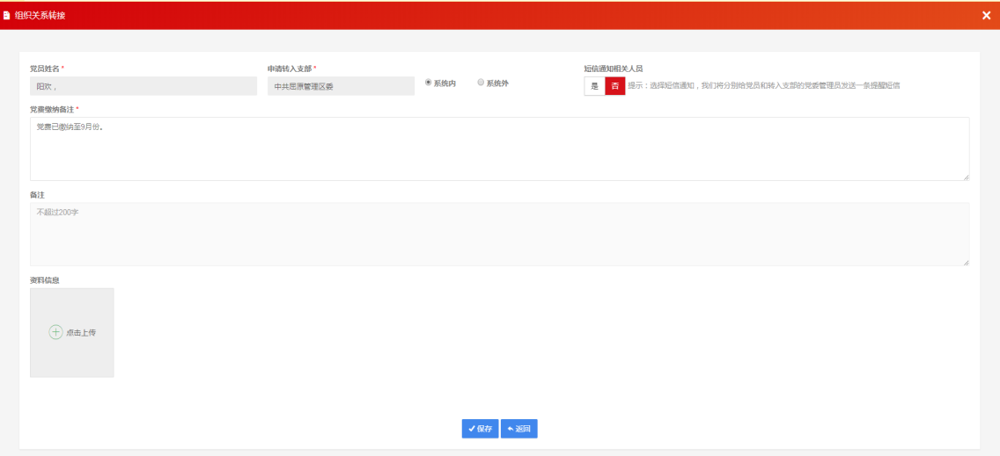 组织关系转接
党员姓名 * 申请转入支部 * 短信通知相关人员
阳欢 , 中共屈原管理区委 系统内 系统外 是 否 提示：选择短信通知，我们将分别给党员和转入支部的党委管理员发送一条提醒短信
党费缴纳备注 *
党费已缴纳至9月份。
备注
不超过200字
资料信息
点击上传
保存 返回